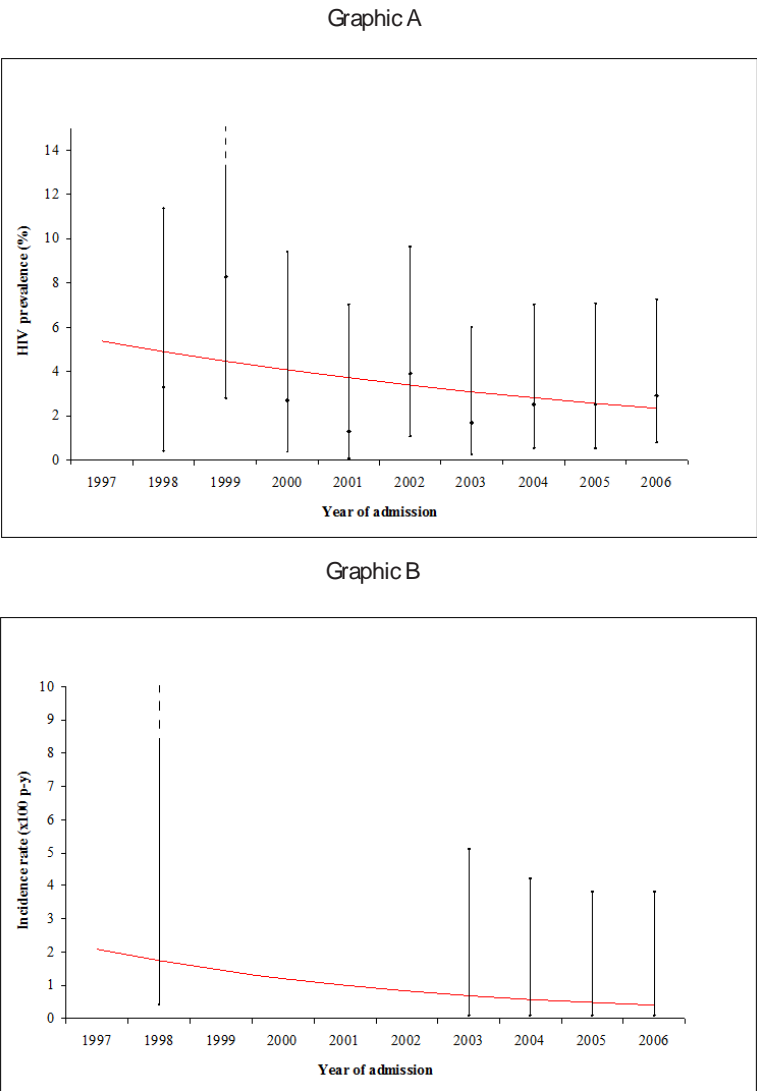 Graphic A
14
12
10
8
6
4
2
0
HIV prevalence (%)
1997 1998 1999 2000 2001 2002 2003 2004 2005 2006
Year of admission
Graphic B
10
9
8
7
6
5
4
3
2
1
0
Incidence rate (x100 p-y)
1997 1998 1999 2000 2001 2002 2003 2004 2005 2006
Year of admission